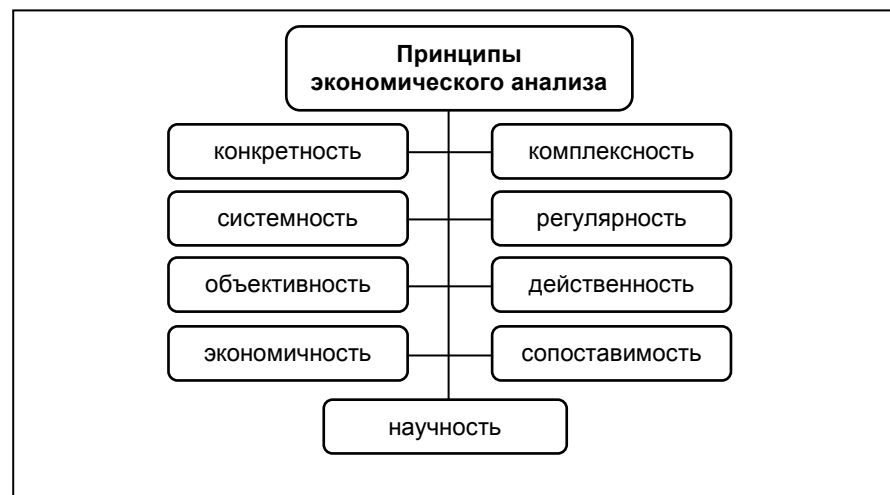 Принципы
экономического анализа
конкретность
комплексность
системность
регулярность
объективность
действенность
экономичность
сопоставимость
научность